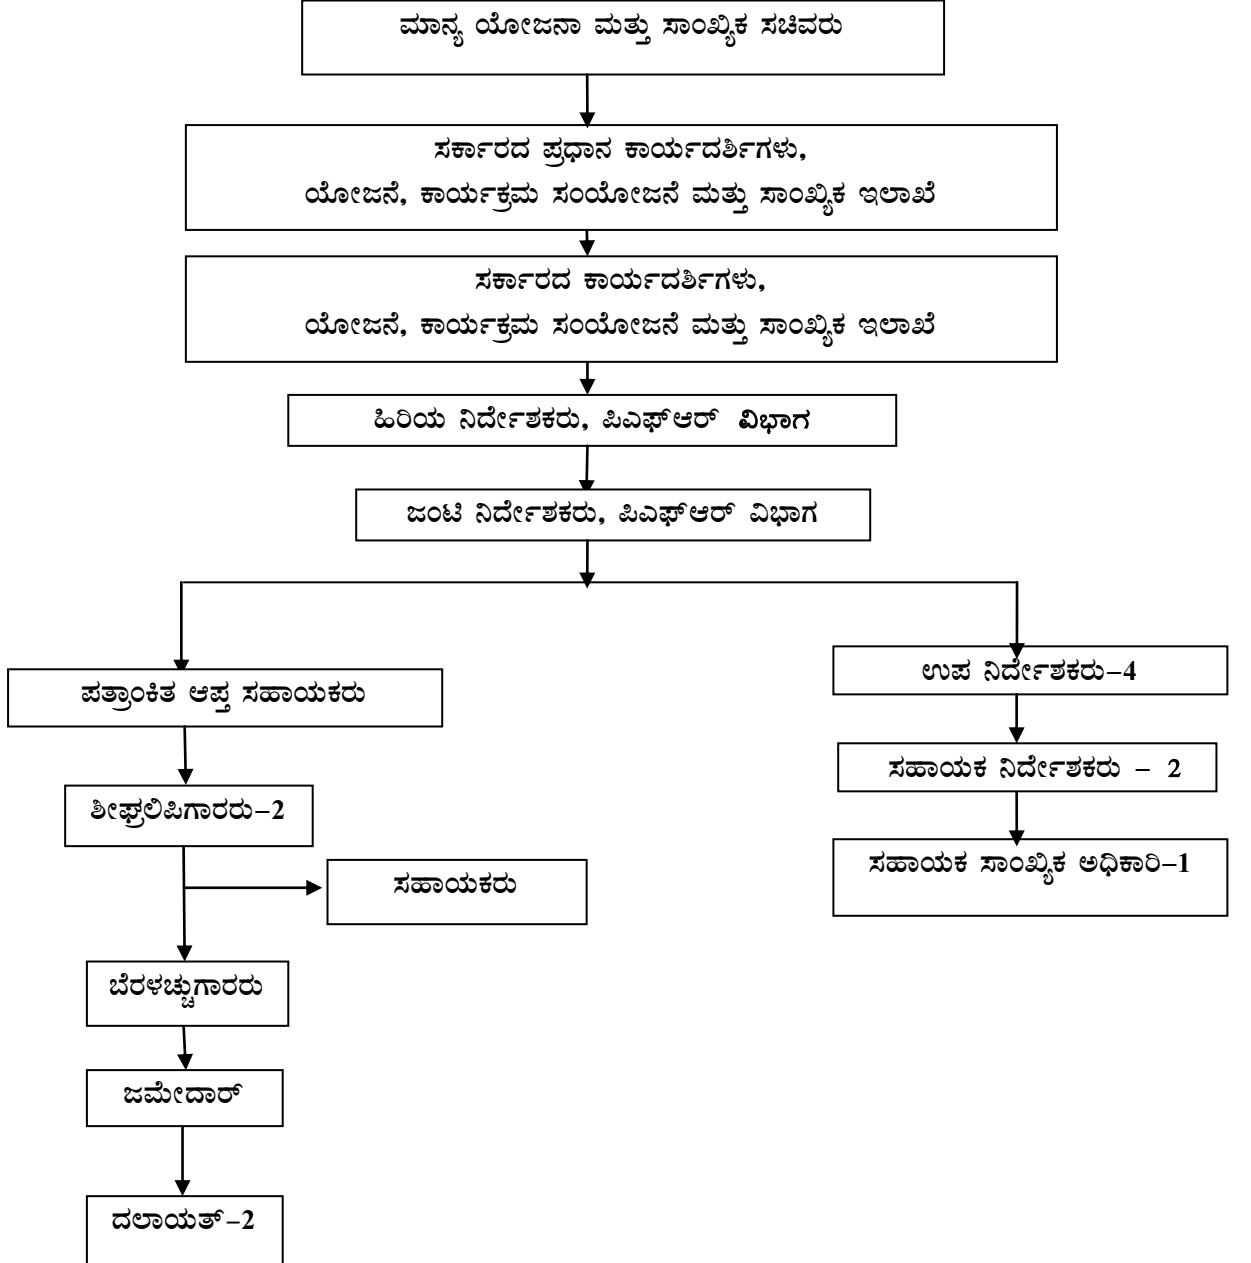 ಮಾನ್ಯ ಯೋಜನಾ ಮತ್ತು ಸಾಂಖ್ಯಿಕ ಸಚಿವರು
ಸರ್ಕಾರದ ಪ್ರಧಾನ ಕಾರ್ಯದರ್ಶಿಗಳು,
ಯೋಜನೆ, ಕಾರ್ಯಕ್ರಮ ಸಂಯೋಜನೆ ಮತ್ತು ಸಾಂಖ್ಯಿಕ ಇಲಾಖೆ
ಸರ್ಕಾರದ ಕಾರ್ಯದರ್ಶಿಗಳು,
ಯೋಜನೆ, ಕಾರ್ಯಕ್ರಮ ಸಂಯೋಜನೆ ಮತ್ತು ಸಾಂಖ್ಯಿಕ ಇಲಾಖೆ
ಹಿರಿಯ ನಿರ್ದೇಶಕರು, ಪಿಎಫ್ಆರ್ ವಿಭಾಗ
ಜಂಟಿ ನಿರ್ದೇಶಕರು, ಪಿಎಫ್ಆರ್ ವಿಭಾಗ
ಪತ್ರಾಂಕಿತ ಆಪ್ತ ಸಹಾಯಕರು
ಶೀಘ್ರಲಿಪಿಗಾರರು-2
ಸಹಾಯಕರು
ಬೆರಳಚ್ಚುಗಾರರು
ಜಮೇದಾರ್
ದಲಾಯತ್-2
ಉಪ ನಿರ್ದೇಶಕರು-4
ಸಹಾಯಕ ನಿರ್ದೇಶಕರು - 2
ಸಹಾಯಕ ಸಾಂಖ್ಯಿಕ ಅಧಿಕಾರಿ-1